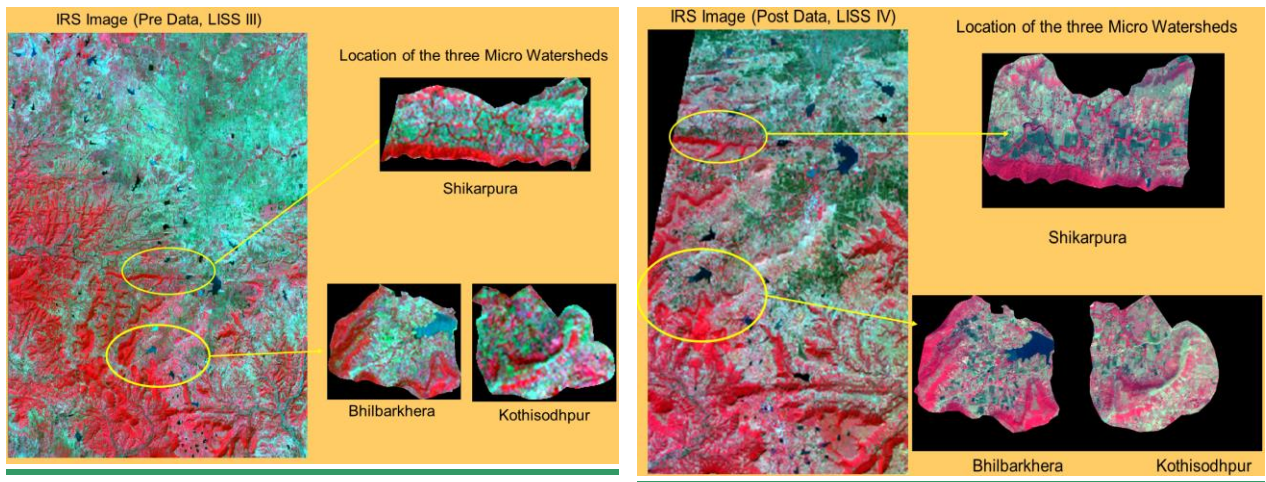 IRS Image (Pre Data, LISS III)
Location of the three Micro Watersheds
Shikarpura
Bhilbarkhera
Kothisodhpur
IRS Image (Post Data, LISS IV)
Location of the three Micro Watersheds
Shikarpura
Bhilbarkhera
Kothisodhpur